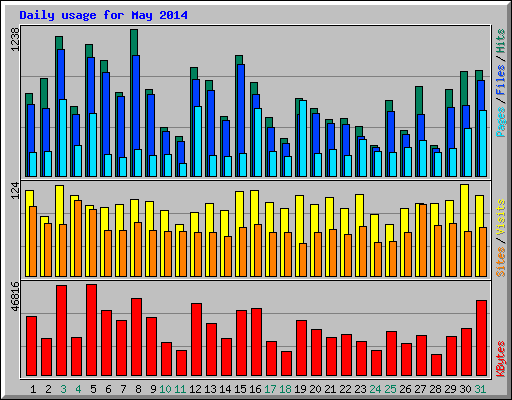 Daily usage for May 2014
1238
Pages / Files / Hits
124
Sites / Visits
46816
KBytes
1 2 3 4 5 6 7 8 9 10 11 12 13 14 15 16 17 18 19 20 21 22 23 24 25 26 27 28 29 30 31